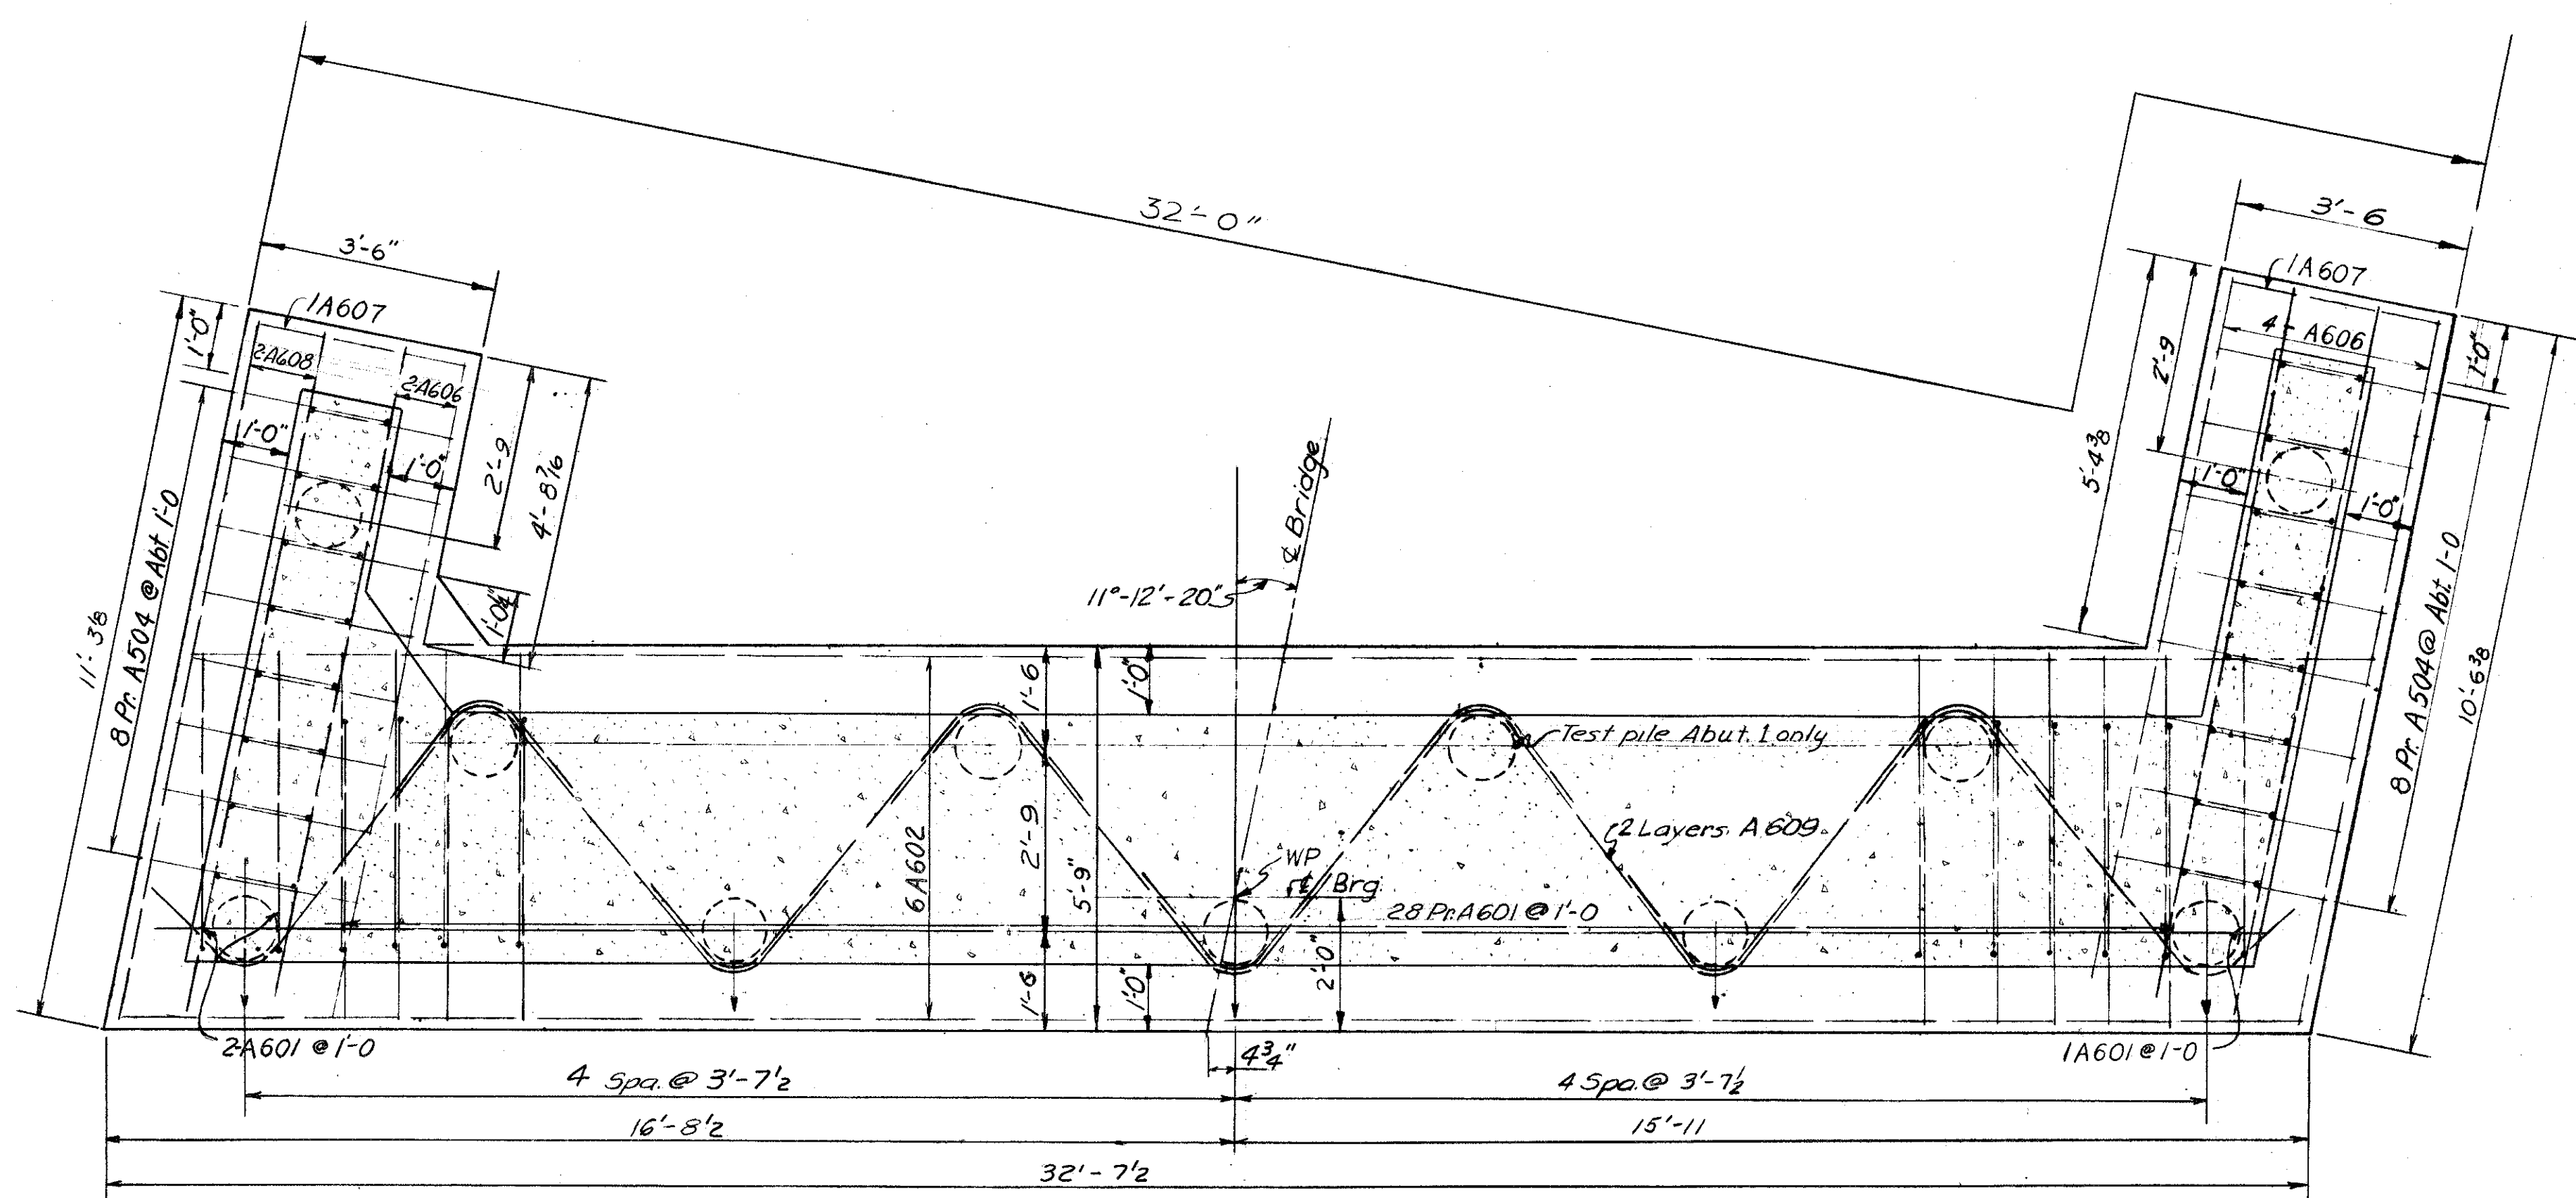 32'-0"
3'-6"
3'-6
1A607
1A607
1'-0"
2-A608
2-A606
4-A606
1'-0"
2'-9
5'-4 3/8
1'-0"
1'-0"
2'-9
4'-8 7/16
1'-0"
1'-0"
8 Pr. A504 @ Abt 1'-0
11'-3 1/8
₵ Bridge
11°-12'-20"
1'-0 1/4"
8 Pr. A504 @ Abt. 1-0
10'-6 3/8
1'-6
1'-0"
Test pile Abut. 1 only
2 Layers A609
6A602
2'-9
5'-9"
WP
₵ Brg
28 Pr. A601 @ 1'-0
1'-6
1'-0"
2'-0"
2-A601 @ 1'-0
1A601 @ 1-0
4 3/4"
4 Spa. @ 3'-7 1/2
4 Spa. @ 3'-7 1/2
16'-8 1/2
15'-11
32'-7 1/2